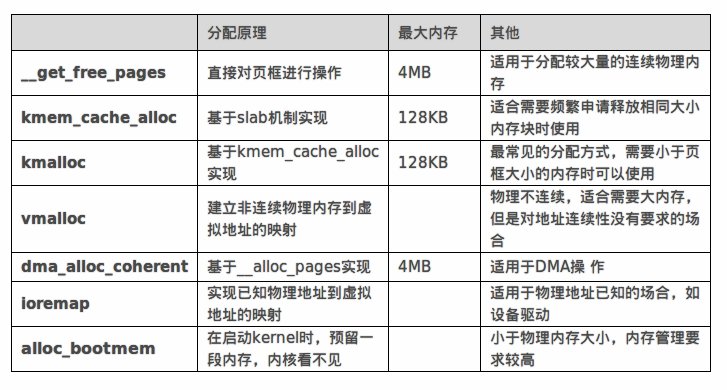 分配原理 最大内存 其他
__get_free_pages 直接对页框进行操作 4MB 适用于分配较大量的连续物理内
存
kmem_cache_alloc 基于slab机制实现 128KB 适合需要频繁申请释放相同大小
内存块时使用
kmalloc 基于kmem_cache_alloc
实现 128KB 最常见的分配方式，需要小于页
框大小的内存时可以使用
vmalloc 建立非连续物理内存到虚
拟地址的映射 物理不连续，适合需要大内存，
但是对地址连续性没有要求的场
合
dma_alloc_coherent 基于__alloc_pages实现 4MB 适用于DMA操 作
ioremap 实现已知物理地址到虚拟
地址的映射 适用于物理地址已知的场合，如
设备驱动
alloc_bootmem 在启动kernel时，预留一
段内存，内核看不见 小于物理内存大小，内存管理要
求较高